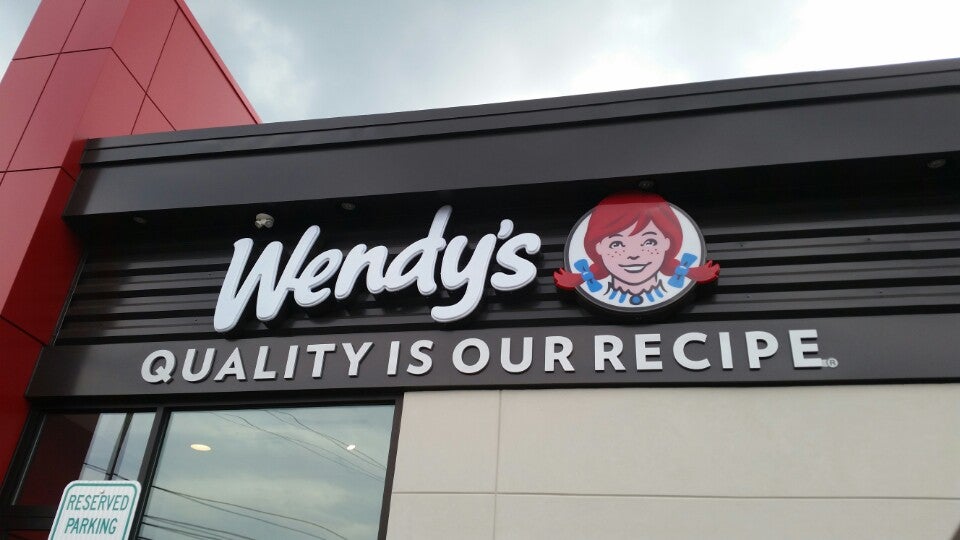 Wendy's
QUALITY IS OUR RECIPE®
RESERVED
PARKING